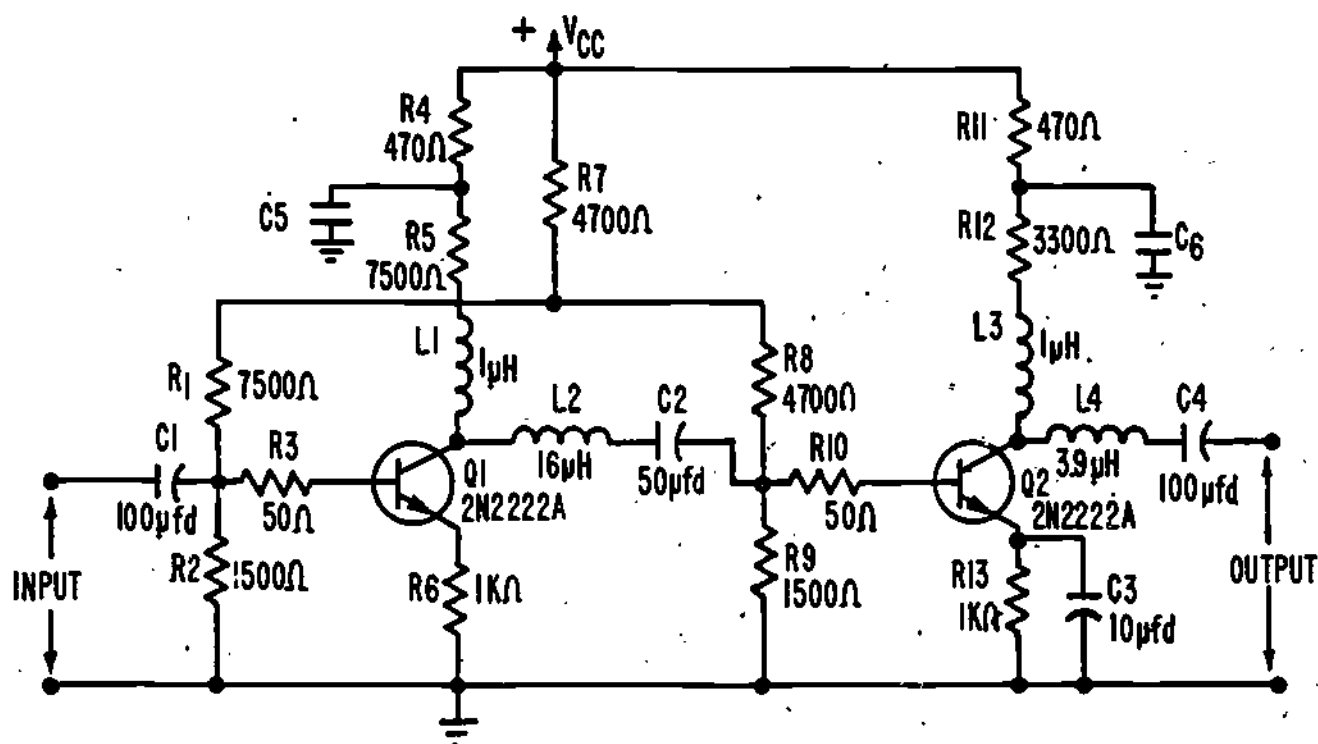 + VCC
R4
470Ω
R11
470Ω
R7
4700Ω
C5
R5
7500Ω
R12
3300Ω
C6
L1
1µH
L3
1µH
R1
7500Ω
R8
4700Ω
L2
16µH
C2
50µfd
L4
3.9µH
C4
100µfd
C1
100µfd
R3
50Ω
Q1
2N2222A
R10
50Ω
Q2
2N2222A
INPUT
R2
1500Ω
R6
1KΩ
R9
1500Ω
R13
1KΩ
C3
10µfd
OUTPUT